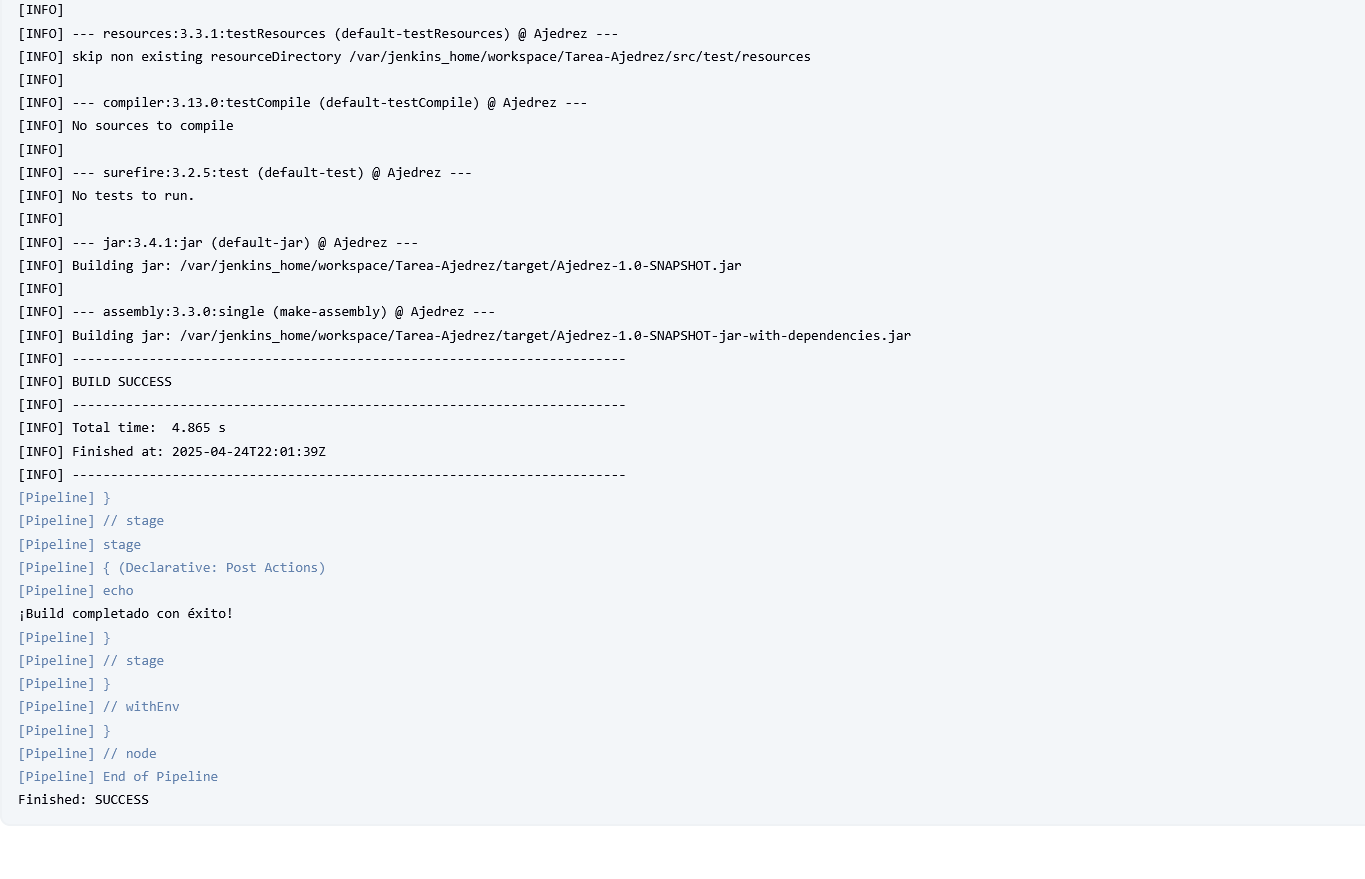 [INFO]
[INFO] --- resources:3.3.1:testResources (default-testResources) @ Ajedrez ---
[INFO] skip non existing resourceDirectory /var/jenkins_home/workspace/Tarea-Ajedrez/src/test/resources
[INFO]
[INFO] --- compiler:3.13.0:testCompile (default-testCompile) @ Ajedrez ---
[INFO] No sources to compile
[INFO]
[INFO] --- surefire:3.2.5:test (default-test) @ Ajedrez ---
[INFO] No tests to run.
[INFO]
[INFO] --- jar:3.4.1:jar (default-jar) @ Ajedrez ---
[INFO] Building jar: /var/jenkins_home/workspace/Tarea-Ajedrez/target/Ajedrez-1.0-SNAPSHOT.jar
[INFO]
[INFO] --- assembly:3.3.0:single (make-assembly) @ Ajedrez ---
[INFO] Building jar: /var/jenkins_home/workspace/Tarea-Ajedrez/target/Ajedrez-1.0-SNAPSHOT-jar-with-dependencies.jar
[INFO] ------------------------------------------------------------------------
[INFO] BUILD SUCCESS
[INFO] ------------------------------------------------------------------------
[INFO] Total time:  4.865 s
[INFO] Finished at: 2025-04-24T22:01:39Z
[INFO] ------------------------------------------------------------------------
[Pipeline] }
[Pipeline] // stage
[Pipeline] stage
[Pipeline] { (Declarative: Post Actions)
[Pipeline] echo
¡Build completado con éxito!
[Pipeline] }
[Pipeline] // stage
[Pipeline] }
[Pipeline] // withEnv
[Pipeline] }
[Pipeline] // node
[Pipeline] End of Pipeline
Finished: SUCCESS